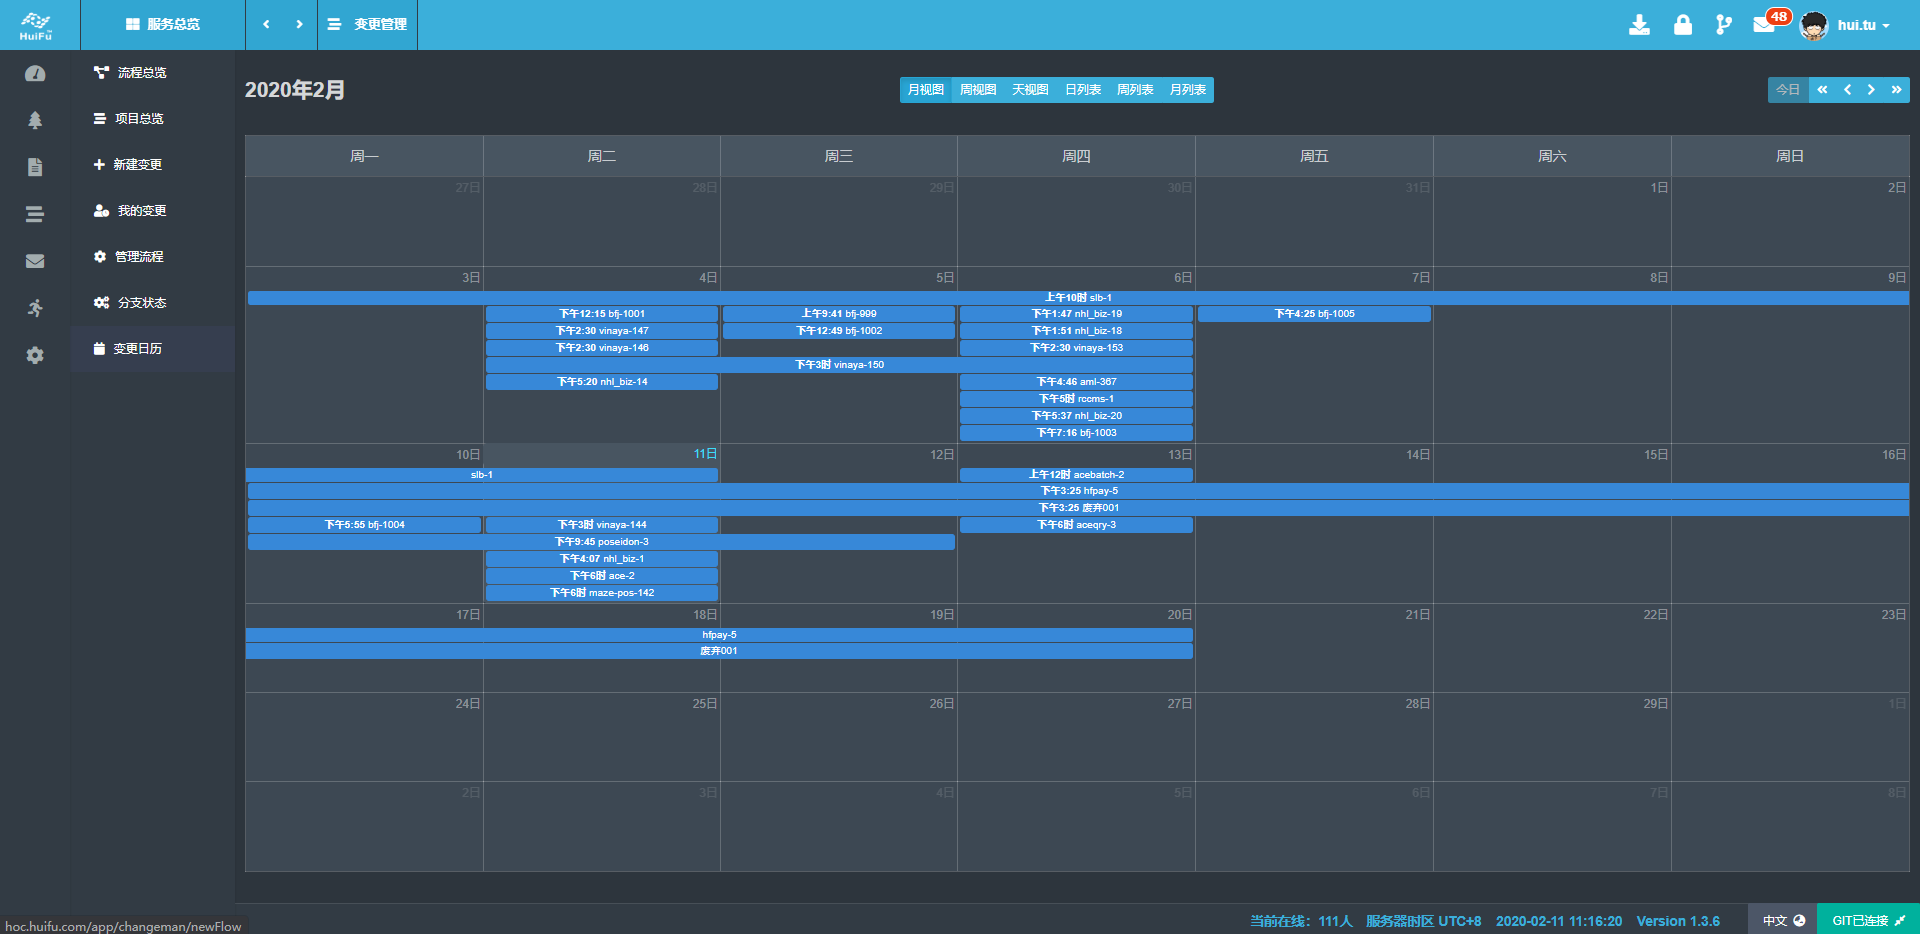 HuiFu
服务总览
变更管理
48
hui.tu
流程总览
项目总览
新建变更
我的变更
管理流程
分支状态
变更日历
2020年2月
月视图 周视图 天视图 日列表 周列表 月列表
今日
周一 周二 周三 周四 周五 周六 周日
27日 28日 29日 30日 31日 1日 2日
3日 4日 5日 6日 7日 8日 9日
上午10时 slb-1
下午12:15 bfj-1001 上午9:41 bfj-999 下午1:47 nhl_biz-19 下午4:25 bfj-1005
下午2:30 vinaya-147 下午12:49 bfj-1002 下午1:51 nhl_biz-18
下午2:30 vinaya-146 下午2:30 vinaya-153
下午3时 vinaya-150
下午5:20 nhl_biz-14 下午4:46 aml-367
下午5时 rccms-1
下午5:37 nhl_biz-20
下午7:16 bfj-1003
10日 11日 12日 13日 14日 15日 16日
slb-1 上午12时 acebatch-2
下午3:25 hfpay-5
下午3:25 废弃001
下午5:55 bfj-1004 下午3时 vinaya-144 下午6时 aceqry-3
下午9:45 poseidon-3
下午4:07 nhl_biz-1
下午6时 ace-2
下午6时 maze-pos-142
17日 18日 19日 20日 21日 22日 23日
hfpay-5
废弃001
24日 25日 26日 27日 28日 29日 1日
2日 3日 4日 5日 6日 7日 8日
hoc.huifu.com/app/changeman/newFlow
当前在线：111人 服务器时区 UTC+8 2020-02-11 11:16:20 Version 1.3.6
中文
GIT已连接